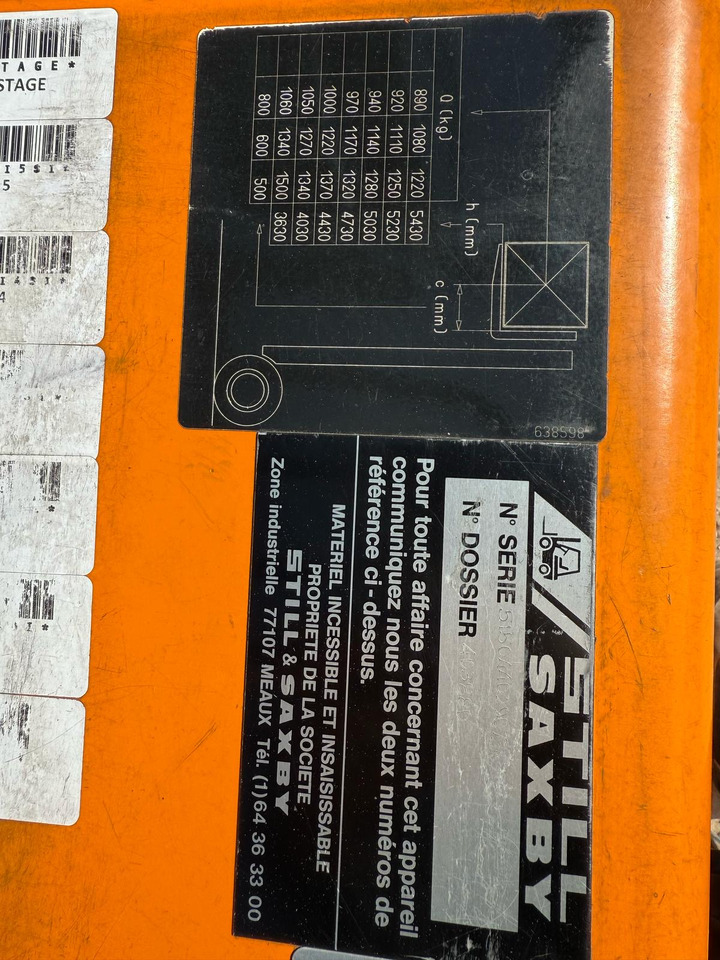 638598
Q (kg) h (mm) c (mm)
890 1080 1220 5430
920 1110 1250 5230
940 1140 1280 5030
970 1170 1320 4730
1000 1220 1370 4430
1050 1270 1340 4030
1060 1340 1500 3630
800 600 500
STILL
SAXBY
N° SERIE
N° DOSSIER
Pour toute affaire concernant cet appareil
communiquez nous les deux numéros de
référence ci-dessus.
MATERIEL INCESSIBLE ET INSAISISSABLE
PROPRIETE DE LA SOCIETE
STILL & SAXBY
Zone industrielle 77107 MEAUX Tél. (1) 64 36 33 00
TAGE*
STAGE